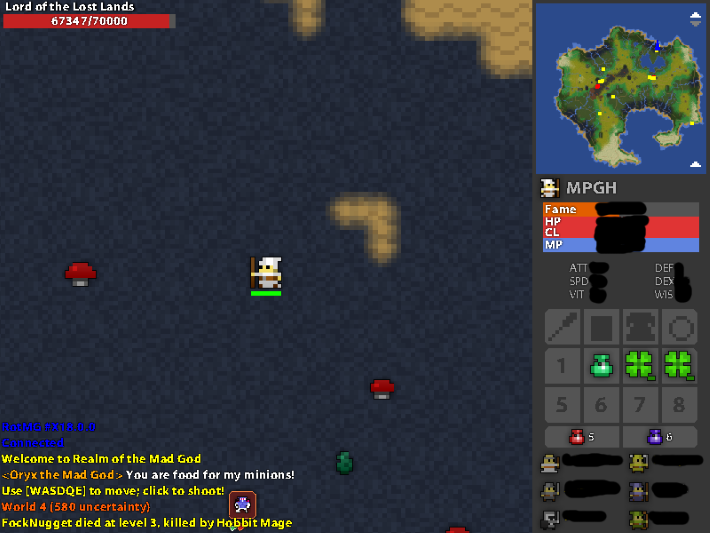 Lord of the Lost Lands
67347/70000
MPGH
Fame
HP
CL
MP
ATT DEF
SPD DEX
VIT WIS
1
5 6 7 8
5 6
Connected
Welcome to Realm of the Mad God
<Oryx the Mad God> You are food for my minions!
Use [WASDQE] to move; click to shoot!
World 4 (580 uncertainty)
FockNugget died at level 3, killed by Hobbit Mage